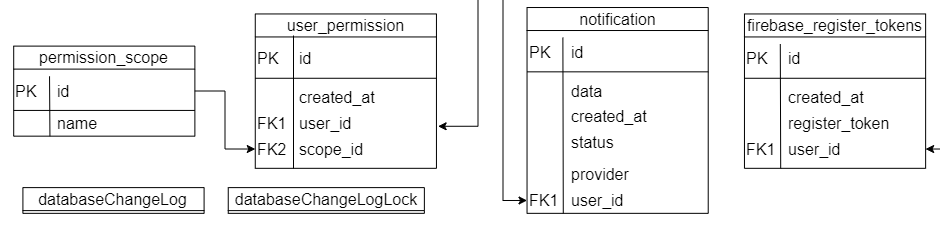 permission_scope
PK id
name
user_permission
PK id
created_at
FK1 user_id
FK2 scope_id
notification
PK id
data
created_at
status
provider
FK1 user_id
firebase_register_tokens
PK id
created_at
register_token
FK1 user_id
databaseChangeLog
databaseChangeLogLock